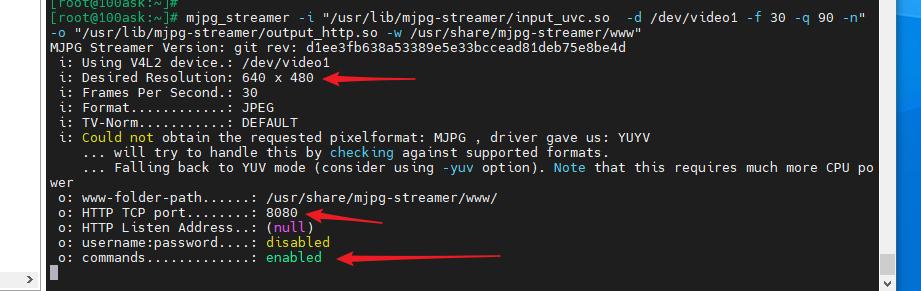 [root@100ask:~]#
[root@100ask:~]# mjpg_streamer -i "/usr/lib/mjpg-streamer/input_uvc.so  -d /dev/video1 -f 30 -q 90 -n"
-o "/usr/lib/mjpg-streamer/output_http.so -w /usr/share/mjpg-streamer/www"
MJPG Streamer Version: git rev: d1ee3fb638a53389e5e33bccead81deb75e8be4d
i: Using V4L2 device.: /dev/video1
i: Desired Resolution: 640 x 480
i: Frames Per Second.: 30
i: Format............: JPEG
i: TV-Norm...........: DEFAULT
i: Could not obtain the requested pixelformat: MJPG , driver gave us: YUYV
... will try to handle this by checking against supported formats.
... Falling back to YUV mode (consider using -yuv option). Note that this requires much more CPU po
wer
o: www-folder-path......: /usr/share/mjpg-streamer/www/
o: HTTP TCP port........: 8080
o: HTTP Listen Address..: (null)
o: username:password....: disabled
o: commands.............: enabled